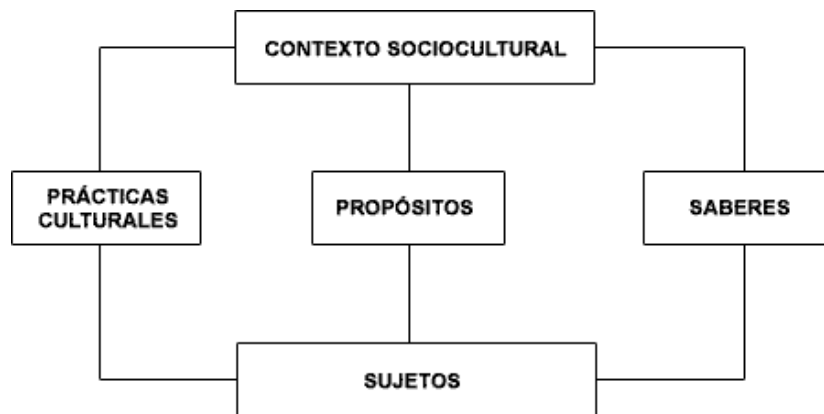 CONTEXTO SOCIOCULTURAL
PRÁCTICAS
CULTURALES
PROPÓSITOS
SABERES
SUJETOS